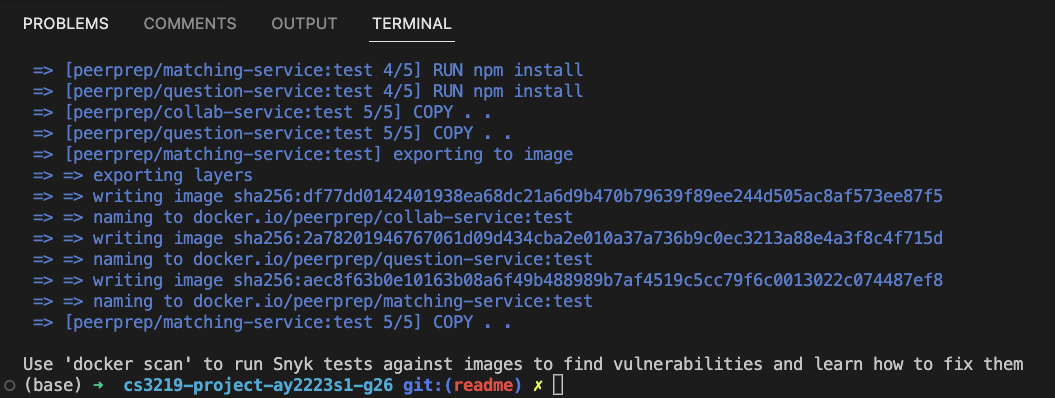 PROBLEMS COMMENTS OUTPUT TERMINAL
=> [peerprep/matching-service:test 4/5] RUN npm install
=> [peerprep/question-service:test 4/5] RUN npm install
=> [peerprep/collab-service:test 5/5] COPY . .
=> [peerprep/question-service:test 5/5] COPY . .
=> [peerprep/matching-service:test] exporting to image
=> => exporting layers
=> => writing image sha256:df77dd0142401938ea68dc21a6d9b470b79639f89ee244d505ac8af573ee87f5
=> => naming to docker.io/peerprep/collab-service:test
=> => writing image sha256:2a78201946767061d09d434cba2e010a37a736b9c0ec3213a88e4a3f8c4f715d
=> => naming to docker.io/peerprep/question-service:test
=> => writing image sha256:aec8f63b0e10163b08a6f49b488989b7af4519c5cc79f6c0013022c074487ef8
=> => naming to docker.io/peerprep/matching-service:test
=> [peerprep/matching-service:test 5/5] COPY . .
Use 'docker scan' to run Snyk tests against images to find vulnerabilities and learn how to fix them
(base) ➜ cs3219-project-ay2223s1-g26 git:(readme) ✗